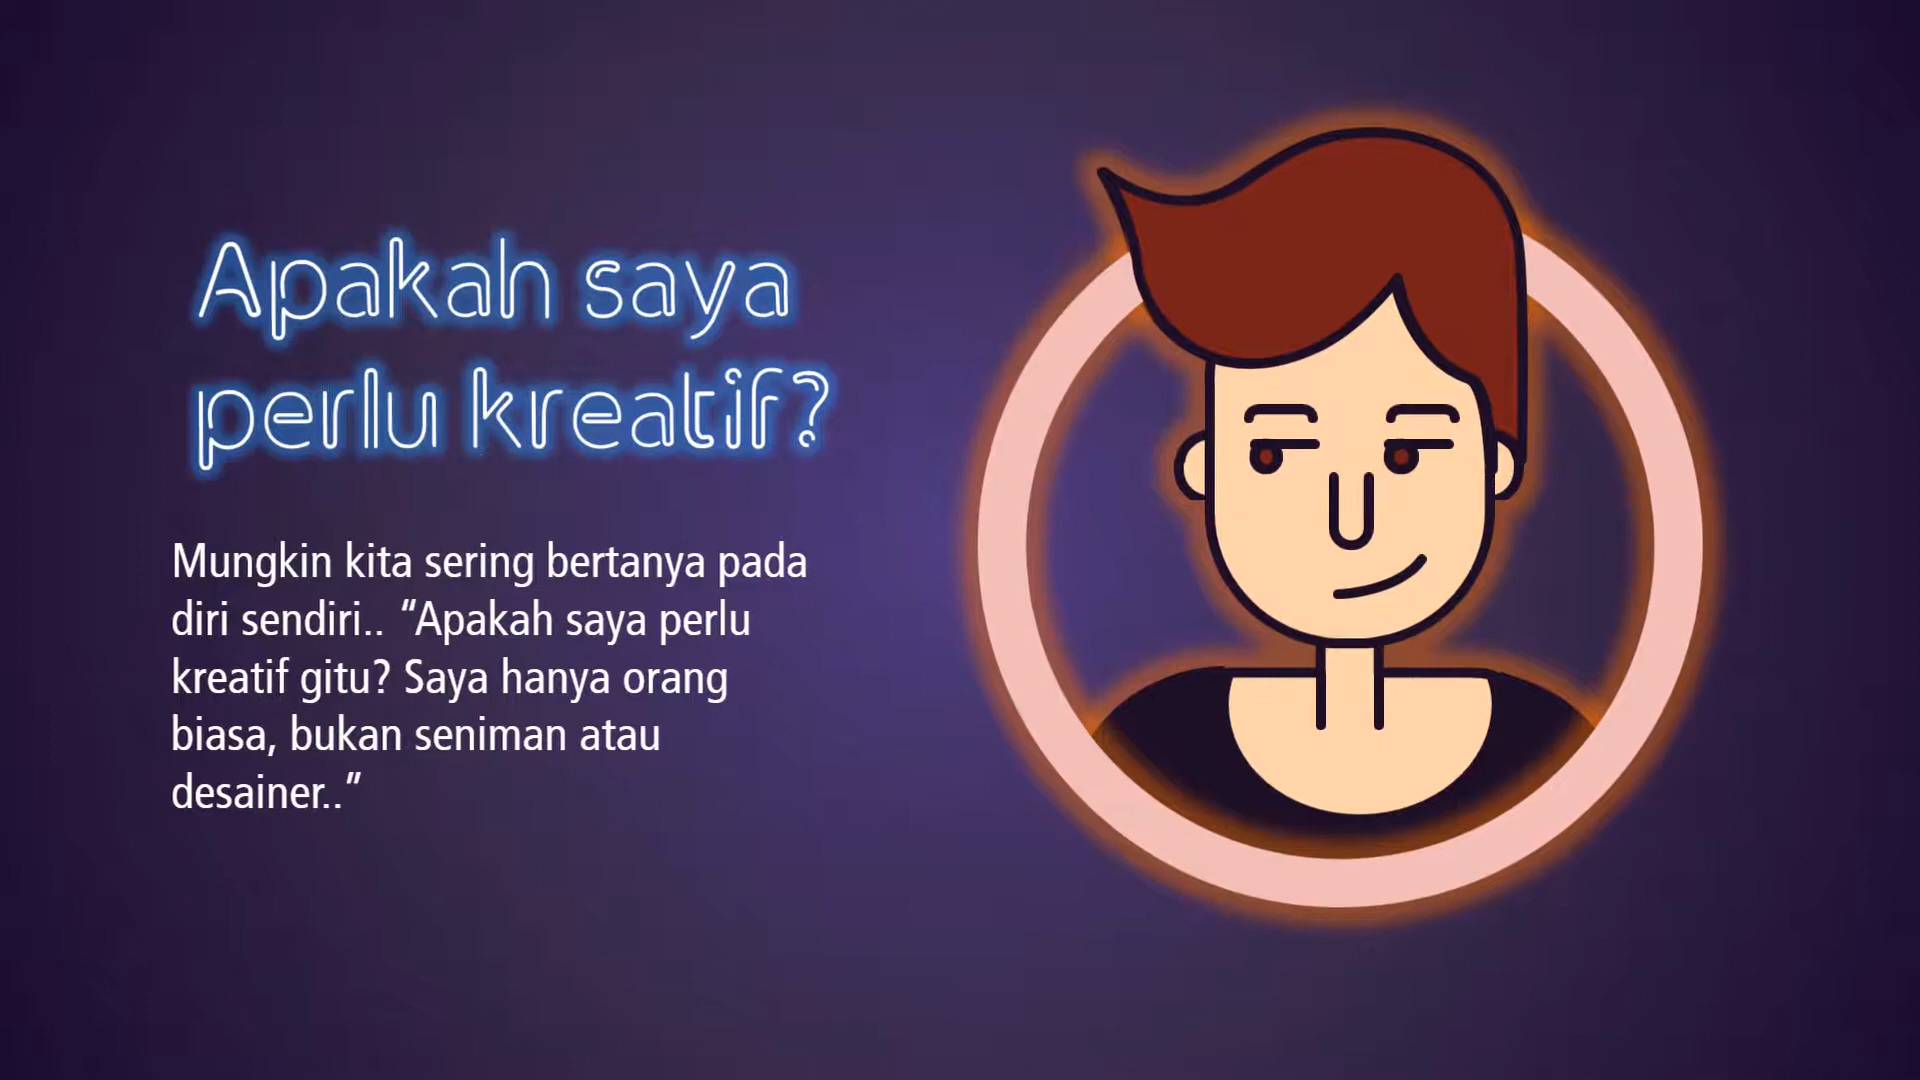 Apakah saya
perlu kreatif?
Mungkin kita sering bertanya pada
diri sendiri.. “Apakah saya perlu
kreatif gitu? Saya hanya orang
biasa, bukan seniman atau
desainer..”